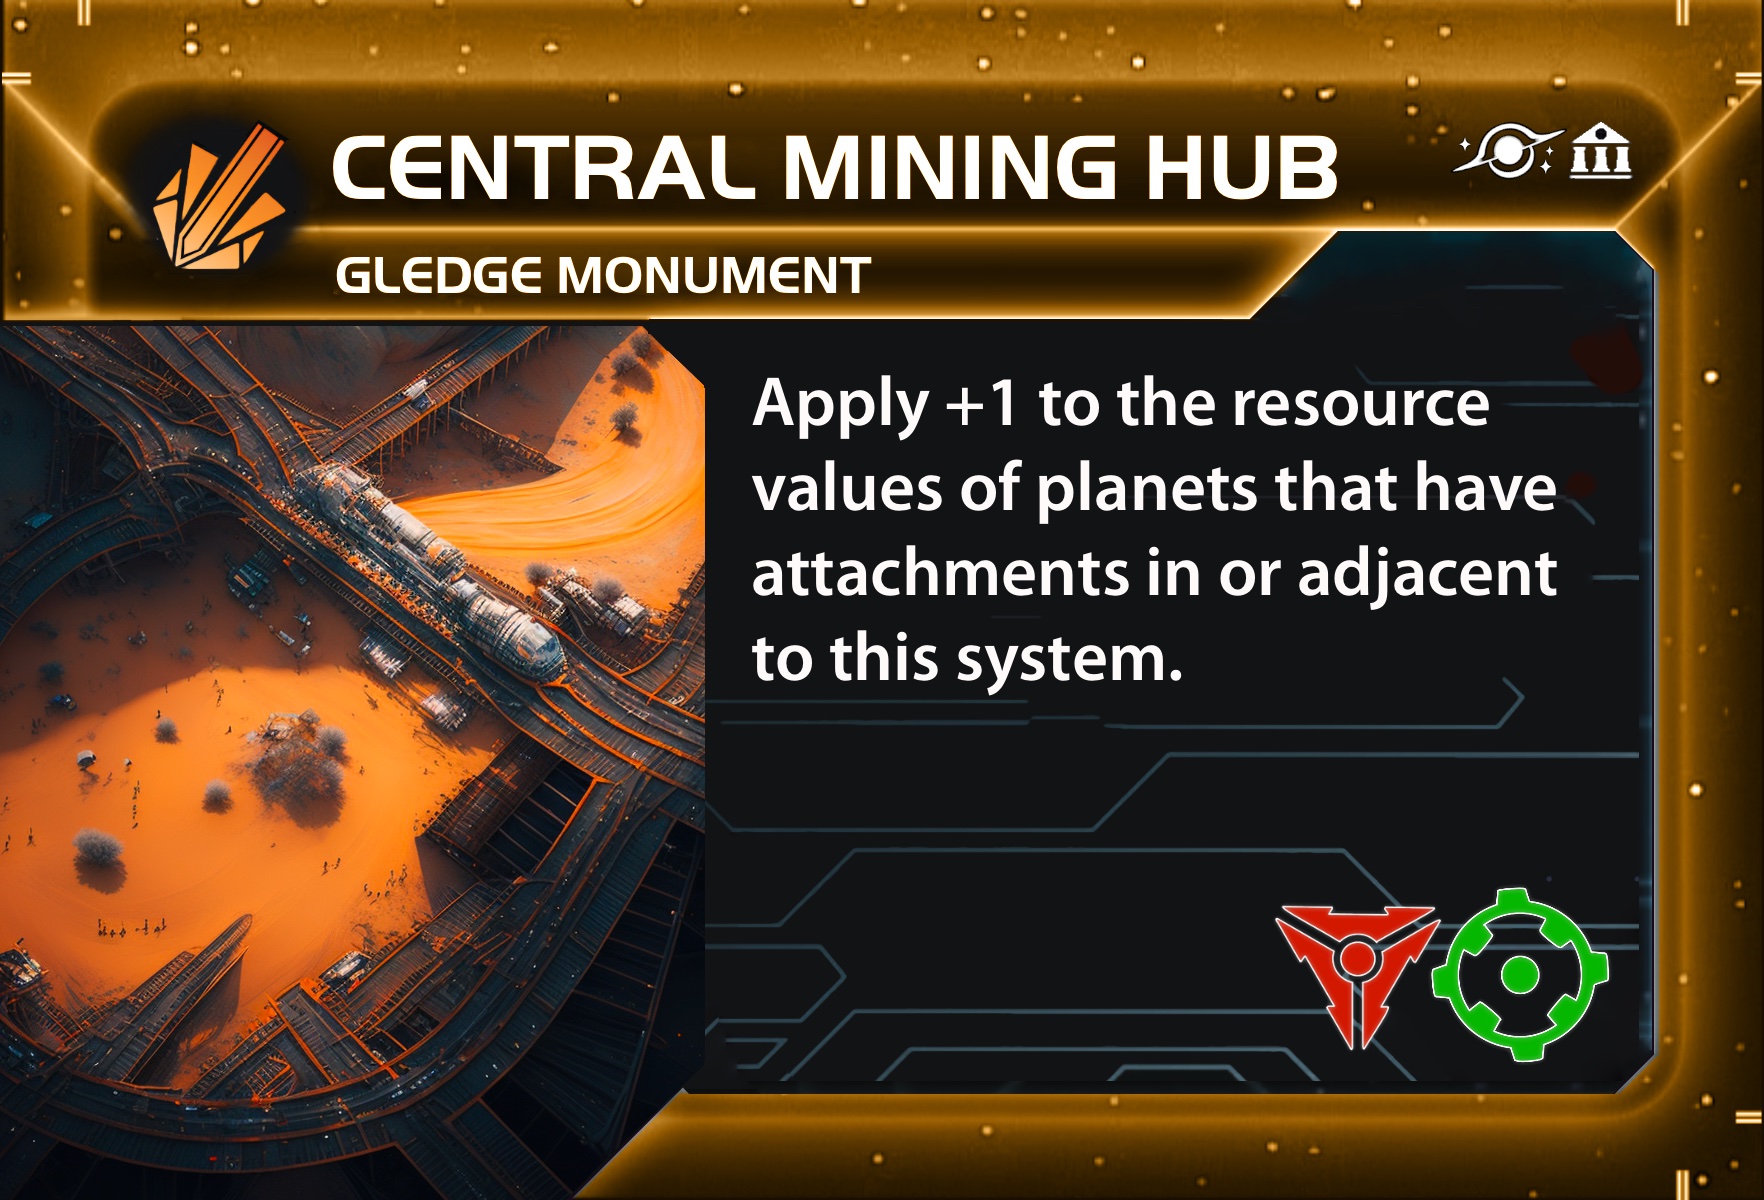 CENTRAL MINING HUB
GLEDGE MONUMENT
Apply +1 to the resource
values of planets that have
attachments in or adjacent
to this system.